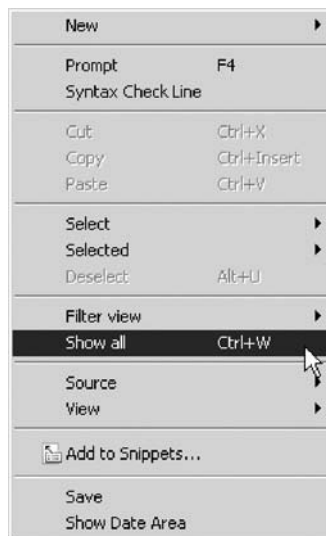 New
Prompt F4
Syntax Check Line
Cut Ctrl+X
Copy Ctrl+Insert
Paste Ctrl+V
Select
Selected
Deselect Alt+U
Filter view
Show all Ctrl+W
Source
View
Add to Snippets...
Save
Show Date Area